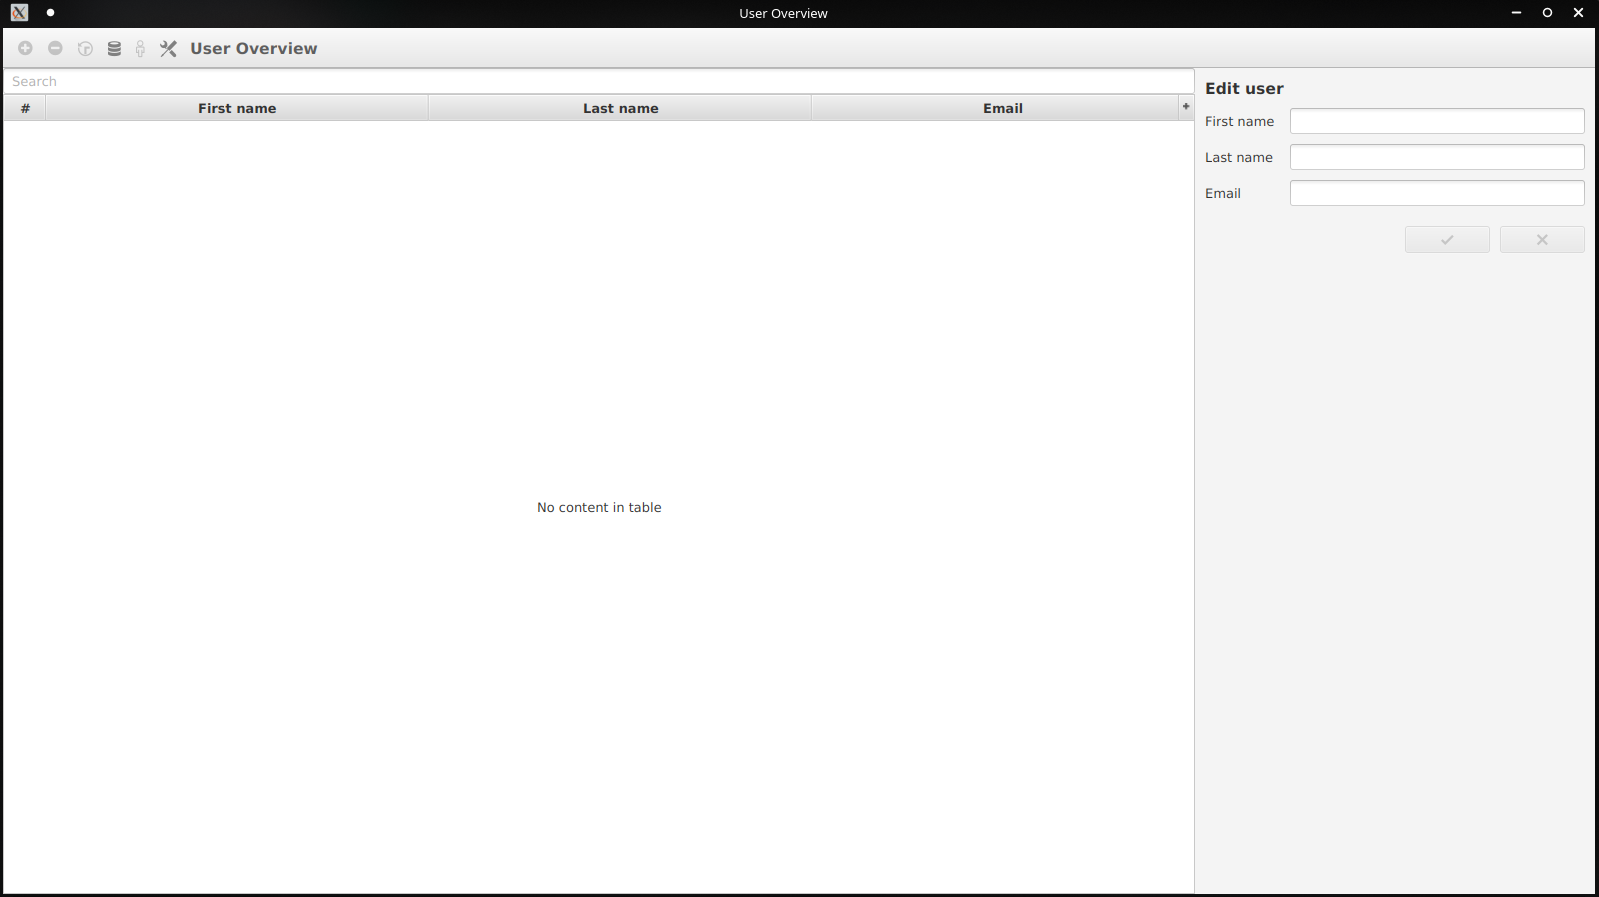 User Overview
User Overview
Search
# First name Last name Email +
No content in table
Edit user
First name
Last name
Email